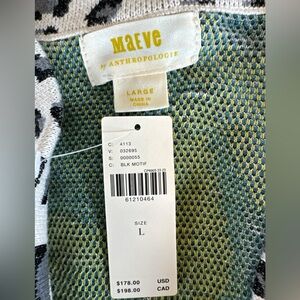 MAEVE
by ANTHROPOLOGIE
LARGE
MADE IN
CHINA
C: 4113
V: 032695
S: 0000055
C: BLK MOTIF
61210464
SIZE
L
$178.00 USD
$198.00 CAD